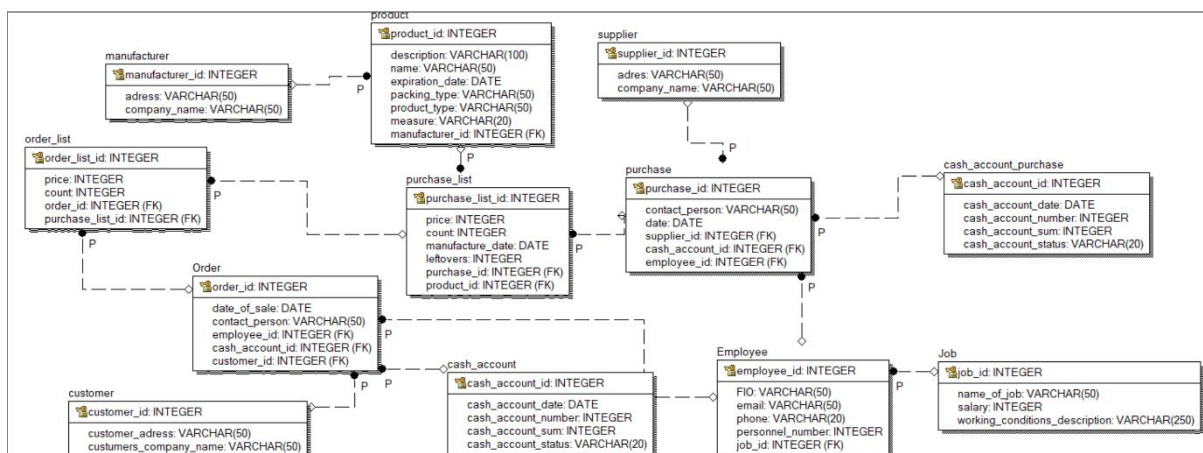 product
product_id: INTEGER
description: VARCHAR(100)
name: VARCHAR(50)
expiration_date: DATE
packing_type: VARCHAR(50)
product_type: VARCHAR(50)
measure: VARCHAR(20)
manufacturer_id: INTEGER (FK)
manufacturer
manufacturer_id: INTEGER
adress: VARCHAR(50)
company_name: VARCHAR(50)
P
supplier
supplier_id: INTEGER
adres: VARCHAR(50)
company_name: VARCHAR(50)
P
P
order_list
order_list_id: INTEGER
price: INTEGER
count: INTEGER
order_id: INTEGER (FK)
purchase_list_id: INTEGER (FK)
P
P
purchase_list
purchase_list_id: INTEGER
price: INTEGER
count: INTEGER
manufacture_date: DATE
leftovers: INTEGER
purchase_id: INTEGER (FK)
product_id: INTEGER (FK)
P
purchase
purchase_id: INTEGER
contact_person: VARCHAR(50)
date: DATE
supplier_id: INTEGER (FK)
cash_account_id: INTEGER (FK)
employee_id: INTEGER (FK)
P
P
cash_account_purchase
cash_account_id: INTEGER
cash_account_date: DATE
cash_account_number: INTEGER
cash_account_sum: INTEGER
cash_account_status: VARCHAR(20)
Order
order_id: INTEGER
date_of_sale: DATE
contact_person: VARCHAR(50)
employee_id: INTEGER (FK)
cash_account_id: INTEGER (FK)
customer_id: INTEGER (FK)
P
P
P
customer
customer_id: INTEGER
customer_adress: VARCHAR(50)
custumers_company_name: VARCHAR(50)
cash_account
cash_account_id: INTEGER
cash_account_date: DATE
cash_account_number: INTEGER
cash_account_sum: INTEGER
cash_account_status: VARCHAR(20)
Employee
employee_id: INTEGER
FIO: VARCHAR(50)
email: VARCHAR(50)
phone: VARCHAR(20)
personnel_number: INTEGER
job_id: INTEGER (FK)
P
Job
job_id: INTEGER
name_of_job: VARCHAR(50)
salary: INTEGER
working_conditions_description: VARCHAR(250)